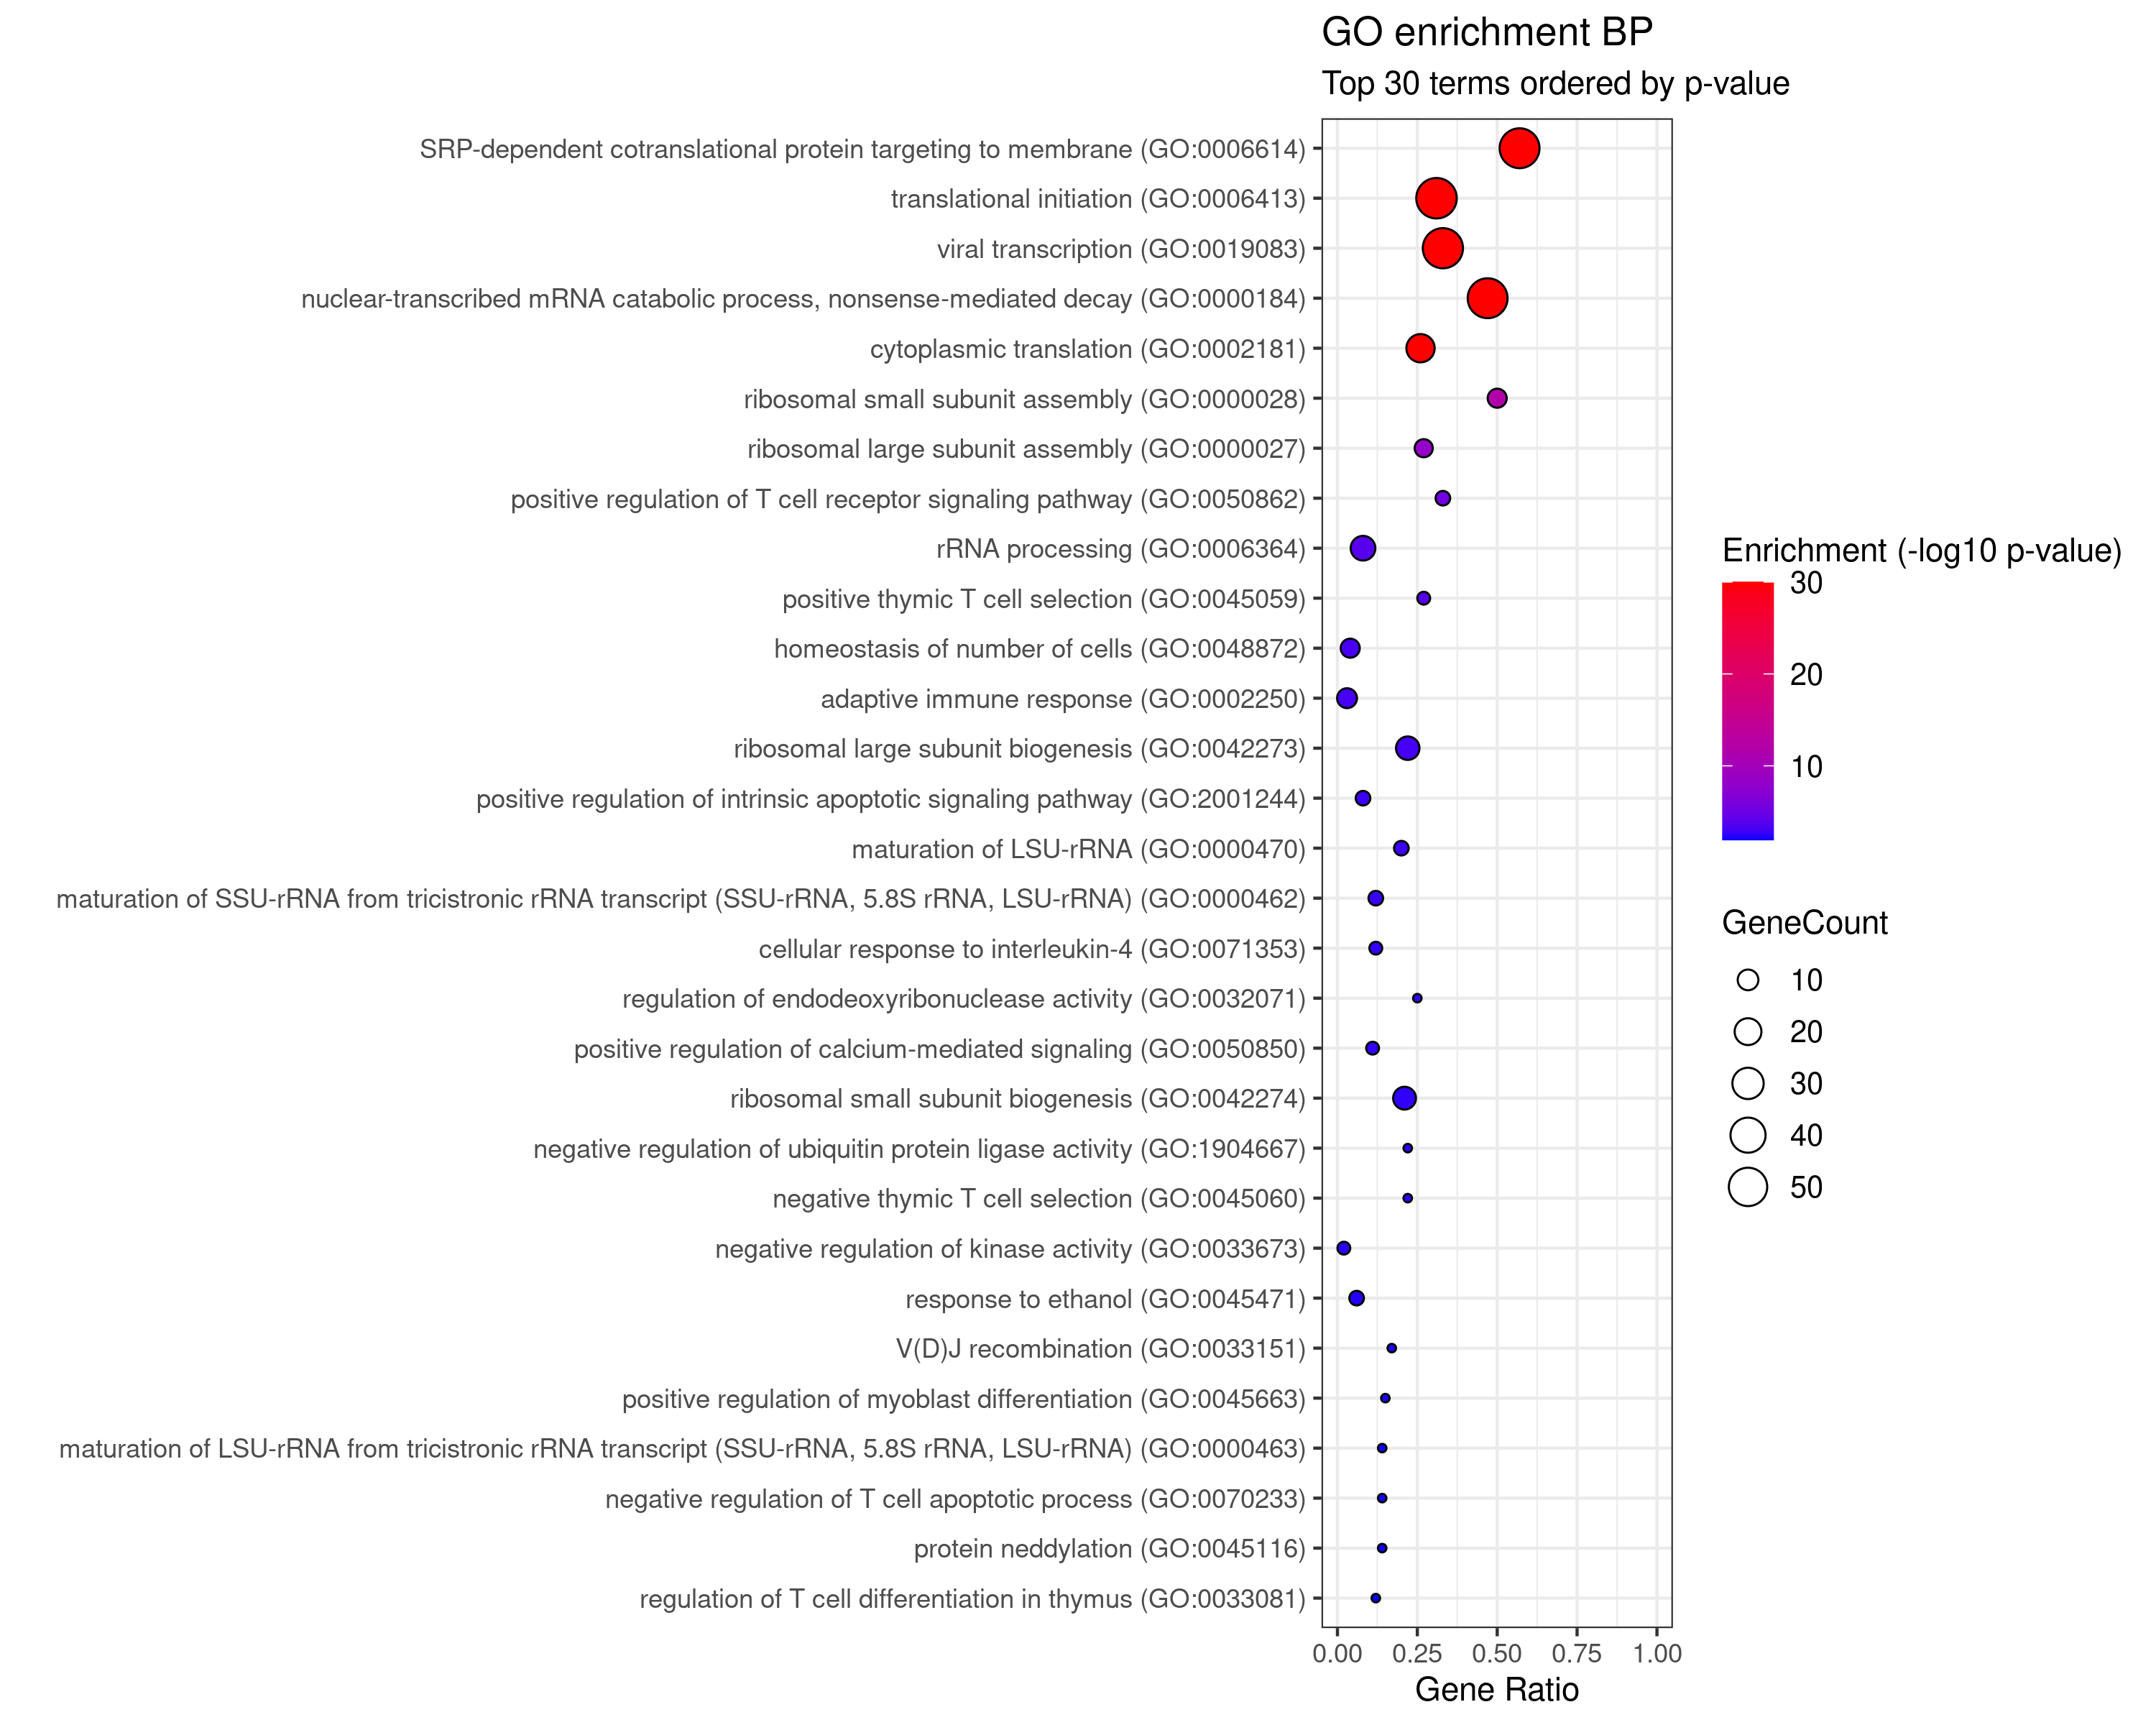 GO enrichment BP
Top 30 terms ordered by p-value
SRP-dependent cotranslational protein targeting to membrane (GO:0006614)
translational initiation (GO:0006413)
viral transcription (GO:0019083)
nuclear-transcribed mRNA catabolic process, nonsense-mediated decay (GO:0000184)
cytoplasmic translation (GO:0002181)
ribosomal small subunit assembly (GO:0000028)
ribosomal large subunit assembly (GO:0000027)
positive regulation of T cell receptor signaling pathway (GO:0050862)
rRNA processing (GO:0006364)
positive thymic T cell selection (GO:0045059)
homeostasis of number of cells (GO:0048872)
adaptive immune response (GO:0002250)
ribosomal large subunit biogenesis (GO:0042273)
positive regulation of intrinsic apoptotic signaling pathway (GO:2001244)
maturation of LSU-rRNA (GO:0000470)
maturation of SSU-rRNA from tricistronic rRNA transcript (SSU-rRNA, 5.8S rRNA, LSU-rRNA) (GO:0000462)
cellular response to interleukin-4 (GO:0071353)
regulation of endodeoxyribonuclease activity (GO:0032071)
positive regulation of calcium-mediated signaling (GO:0050850)
ribosomal small subunit biogenesis (GO:0042274)
negative regulation of ubiquitin protein ligase activity (GO:1904667)
negative thymic T cell selection (GO:0045060)
negative regulation of kinase activity (GO:0033673)
response to ethanol (GO:0045471)
V(D)J recombination (GO:0033151)
positive regulation of myoblast differentiation (GO:0045663)
maturation of LSU-rRNA from tricistronic rRNA transcript (SSU-rRNA, 5.8S rRNA, LSU-rRNA) (GO:0000463)
negative regulation of T cell apoptotic process (GO:0070233)
protein neddylation (GO:0045116)
regulation of T cell differentiation in thymus (GO:0033081)
0.00 0.25 0.50 0.75 1.00
Gene Ratio
Enrichment (-log10 p-value)
30
20
10
GeneCount
10
20
30
40
50